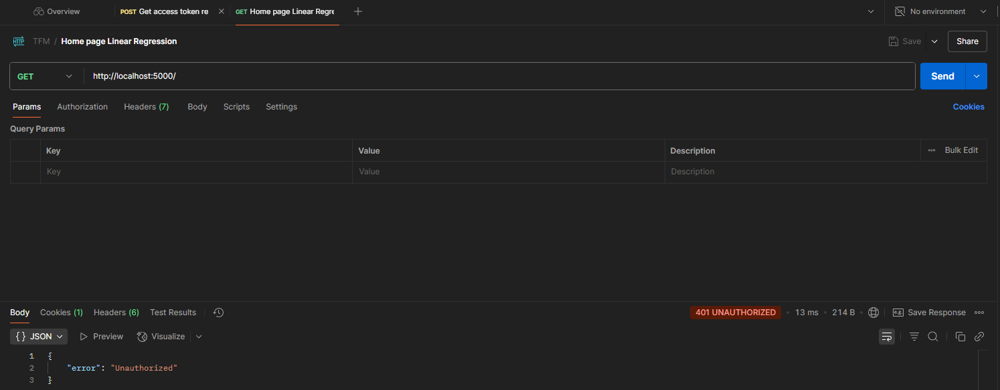 Overview POST Get access token re GET Home page Linear Regre No environment
HTTP TFM / Home page Linear Regression Save Share
GET http://localhost:5000/ Send
Params Authorization Headers (7) Body Scripts Settings Cookies
Query Params
Key Value Description Bulk Edit
Key Value Description
Body Cookies (1) Headers (6) Test Results 401 UNAUTHORIZED 13 ms 214 B e.g. Save Response
{} JSON Preview Visualize
1 {
2 "error": "Unauthorized"
3 }